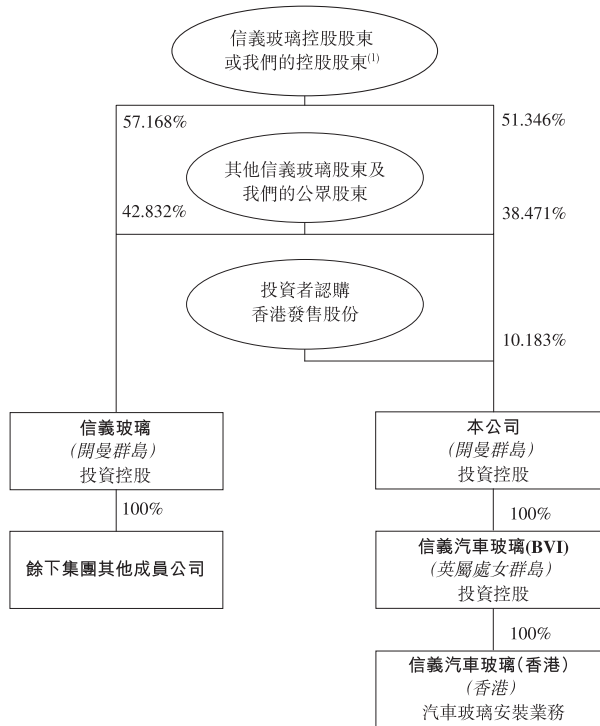 信義玻璃控股股東
或我們的控股股東(1)
57.168%
51.346%
其他信義玻璃股東及
我們的公眾股東
42.832%
38.471%
投資者認購
香港發售股份
10.183%
信義玻璃
(開曼群島)
投資控股
本公司
(開曼群島)
投資控股
100%
100%
餘下集團其他成員公司
信義汽車玻璃(BVI)
(英屬處女群島)
投資控股
100%
信義汽車玻璃(香港)
(香港)
汽車玻璃安裝業務